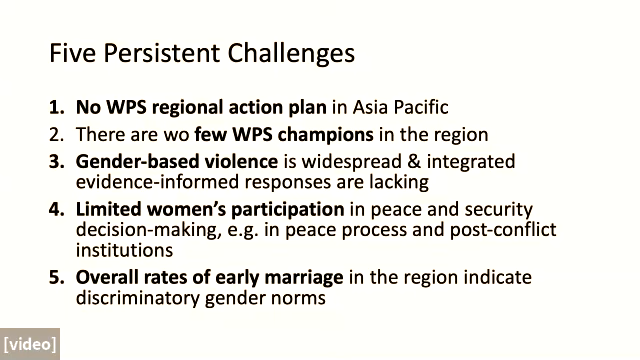 Five Persistent Challenges
1. No WPS regional action plan in Asia Pacific
2. There are wo few WPS champions in the region
3. Gender-based violence is widespread & integrated
evidence-informed responses are lacking
4. Limited women's participation in peace and security
decision-making, e.g. in peace process and post-conflict
institutions
5. Overall rates of early marriage in the region indicate
discriminatory gender norms
[video]